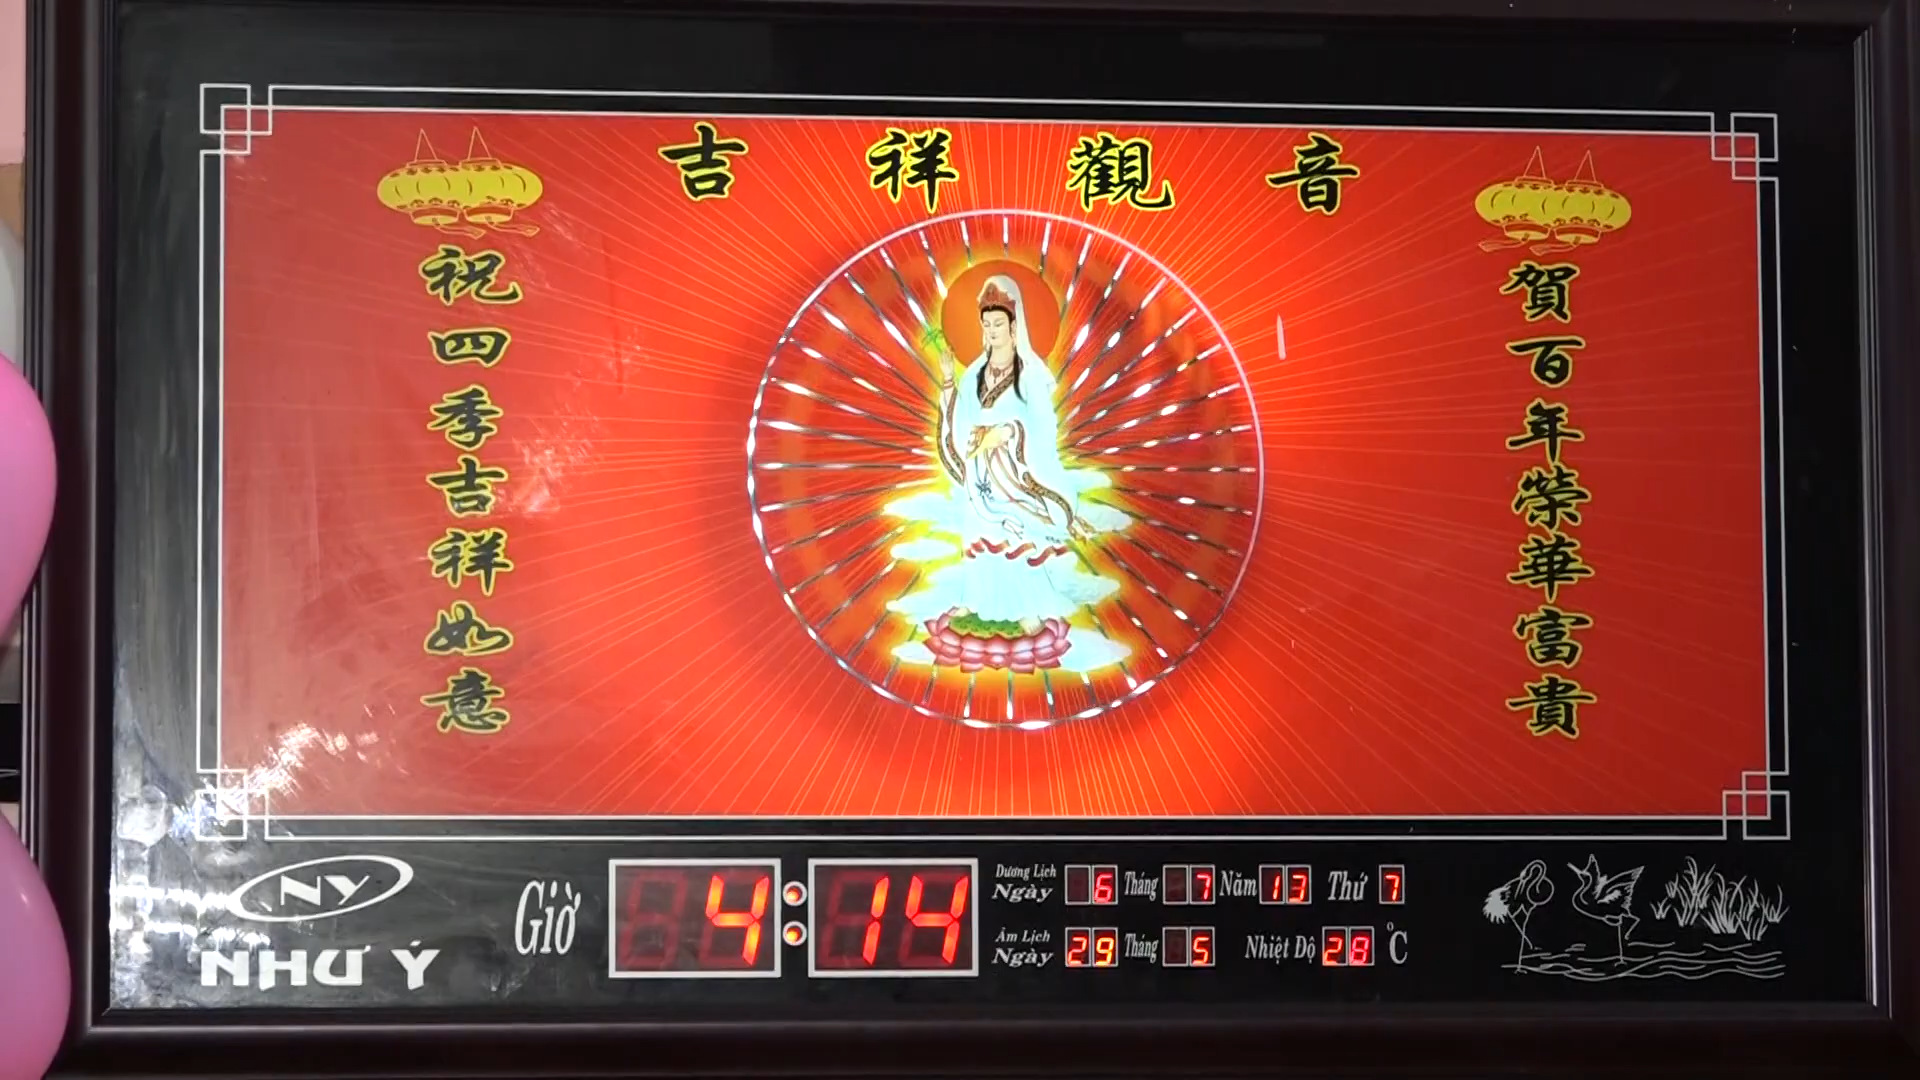 吉祥觀音
祝四季吉祥如意
賀百年榮華富貴
NY
NHƯ Ý
Giờ 4:14
Dương Lịch
Ngày 6 Tháng 7 Năm 13 Thứ 7
Âm Lịch
Ngày 29 Tháng 5 Nhiệt Độ 28 °C